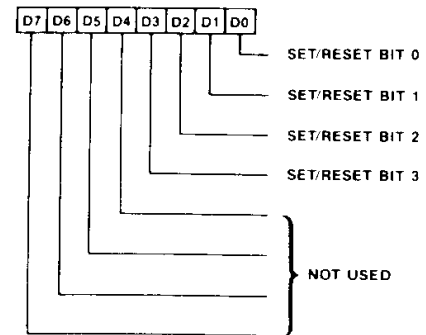 D7 D6 D5 D4 D3 D2 D1 D0
SET/RESET BIT 0
SET/RESET BIT 1
SET/RESET BIT 2
SET/RESET BIT 3
NOT USED